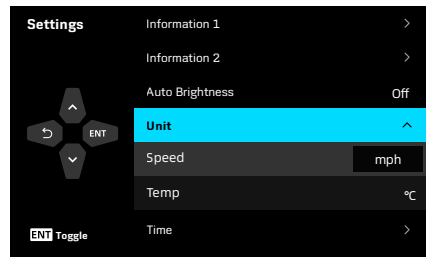 Settings
Information 1
Information 2
Auto Brightness Off
ENT
Unit
Speed mph
Temp ℃
Time
ENT Toggle